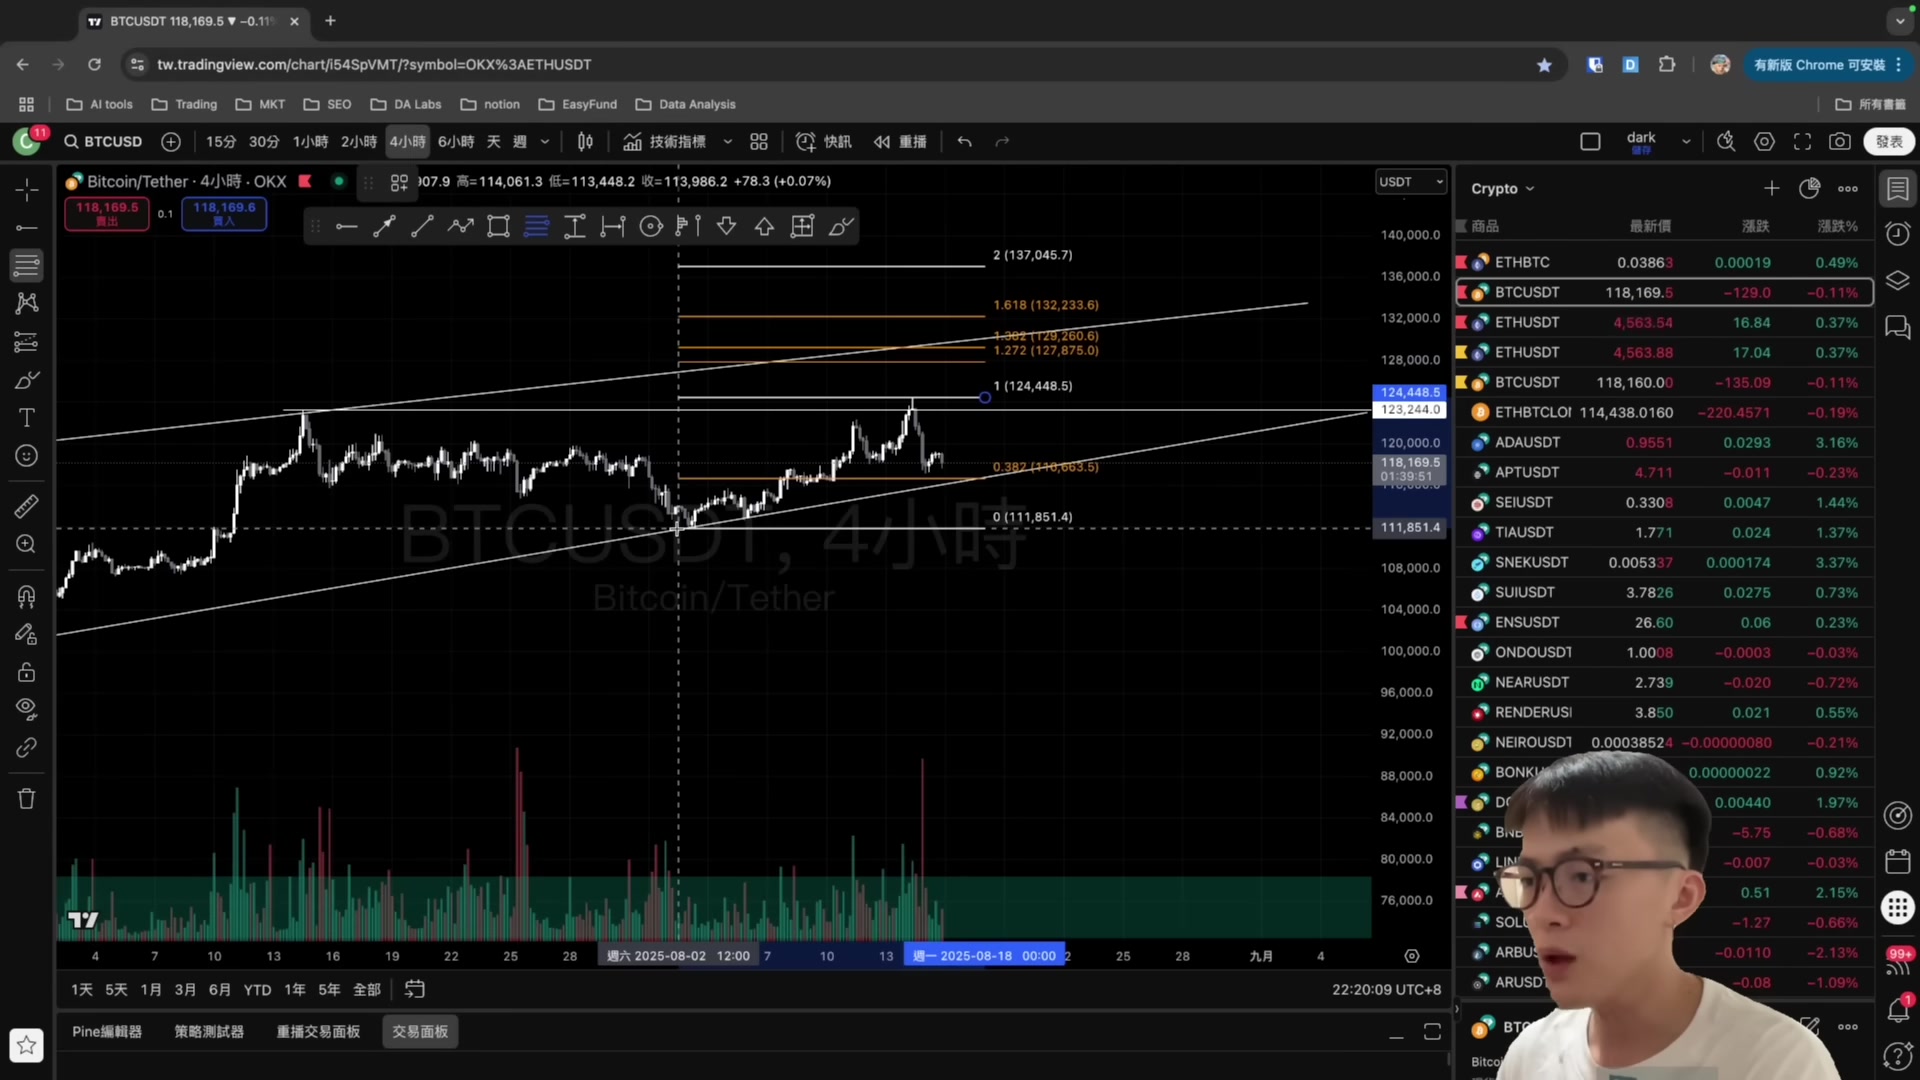 BTCUSDT 118,169.5 ▼ −0.11%
tw.tradingview.com/chart/i54SpVMT/?symbol=OKX%3AETHUSDT
D
有新版 Chrome 可安裝
AI tools
Trading
MKT
SEO
DA Labs
notion
EasyFund
Data Analysis
所有書籤
C
11
BTCUSD
15分
30分
1小時
2小時
4小時
6小時
天
週
技術指標
快訊
重播
dark
儲存
發表
Bitcoin/Tether · 4小時 · OKX
907.9 高=114,061.3 低=113,448.2 收=113,986.2 +78.3 (+0.07%)
USDT
118,169.5
賣出
0.1
118,169.6
買入
2 (137,045.7)
1.618 (132,233.6)
1.382 (129,260.6)
1.272 (127,875.0)
1 (124,448.5)
0.382 (116,663.5)
0 (111,851.4)
BTCUSDT, 4小時
Bitcoin/Tether
140,000.0
136,000.0
132,000.0
128,000.0
124,448.5
123,244.0
120,000.0
118,169.5
01:39:51
111,851.4
108,000.0
104,000.0
100,000.0
96,000.0
92,000.0
88,000.0
84,000.0
80,000.0
76,000.0
4
7
10
13
16
19
22
25
28
週六 2025-08-02 12:00
7
10
13
週一 2025-08-18 00:00
2
25
28
九月
4
1天
5天
1月
3月
6月
YTD
1年
5年
全部
22:20:09 UTC+8
Pine編輯器
策略測試器
重播交易面板
交易面板
Crypto
商品
最新價
漲跌
漲跌%
ETHBTC 0.03863 0.00019 0.49%
BTCUSDT 118,169.5 −129.0 −0.11%
ETHUSDT 4,563.54 16.84 0.37%
ETHUSDT 4,563.88 17.04 0.37%
BTCUSDT 118,160.00 −135.09 −0.11%
ETHBTCLO 114,438.0160 −220.4571 −0.19%
ADAUSDT 0.9551 0.0293 3.16%
APTUSDT 4.711 −0.011 −0.23%
SEIUSDT 0.3308 0.0047 1.44%
TIAUSDT 1.771 0.024 1.37%
SNEKUSDT 0.005337 0.000174 3.37%
SUIUSDT 3.7826 0.0275 0.73%
ENSUSDT 26.60 0.06 0.23%
ONDOUSDT 1.0008 −0.0003 −0.03%
NEARUSDT 2.739 −0.020 −0.72%
RENDERUS 3.850 0.021 0.55%
NEIROUSDT 0.00038524 −0.00000080 −0.21%
BONK 0.00000022 0.92%
DO 0.00440 1.97%
BNB −5.75 −0.68%
LIN −0.007 −0.03%
A 0.51 2.15%
SOL −1.27 −0.66%
ARBUS −0.0110 −2.13%
ARUSDT −0.08 −1.09%
BTC
Bitcoi
99+
1